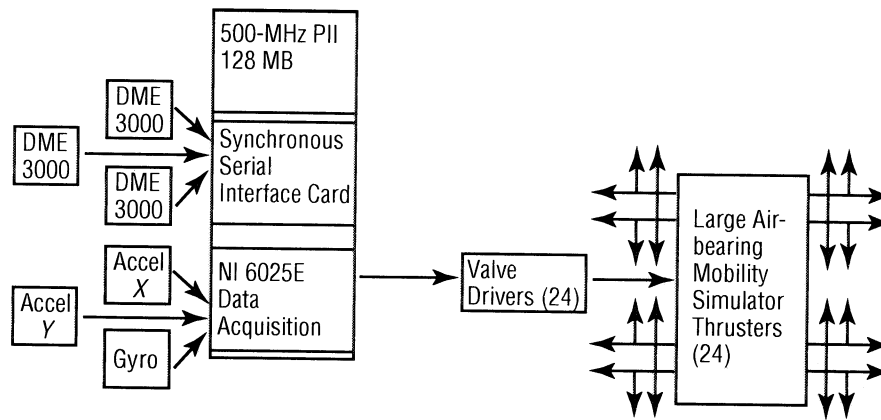 500-MHz PII
128 MB
DME
3000
DME
3000
DME
3000
Synchronous
Serial
Interface Card
Accel
X
Accel
Y
Gyro
NI 6025E
Data
Acquisition
Valve
Drivers (24)
Large Air-
bearing
Mobility
Simulator
Thrusters
(24)